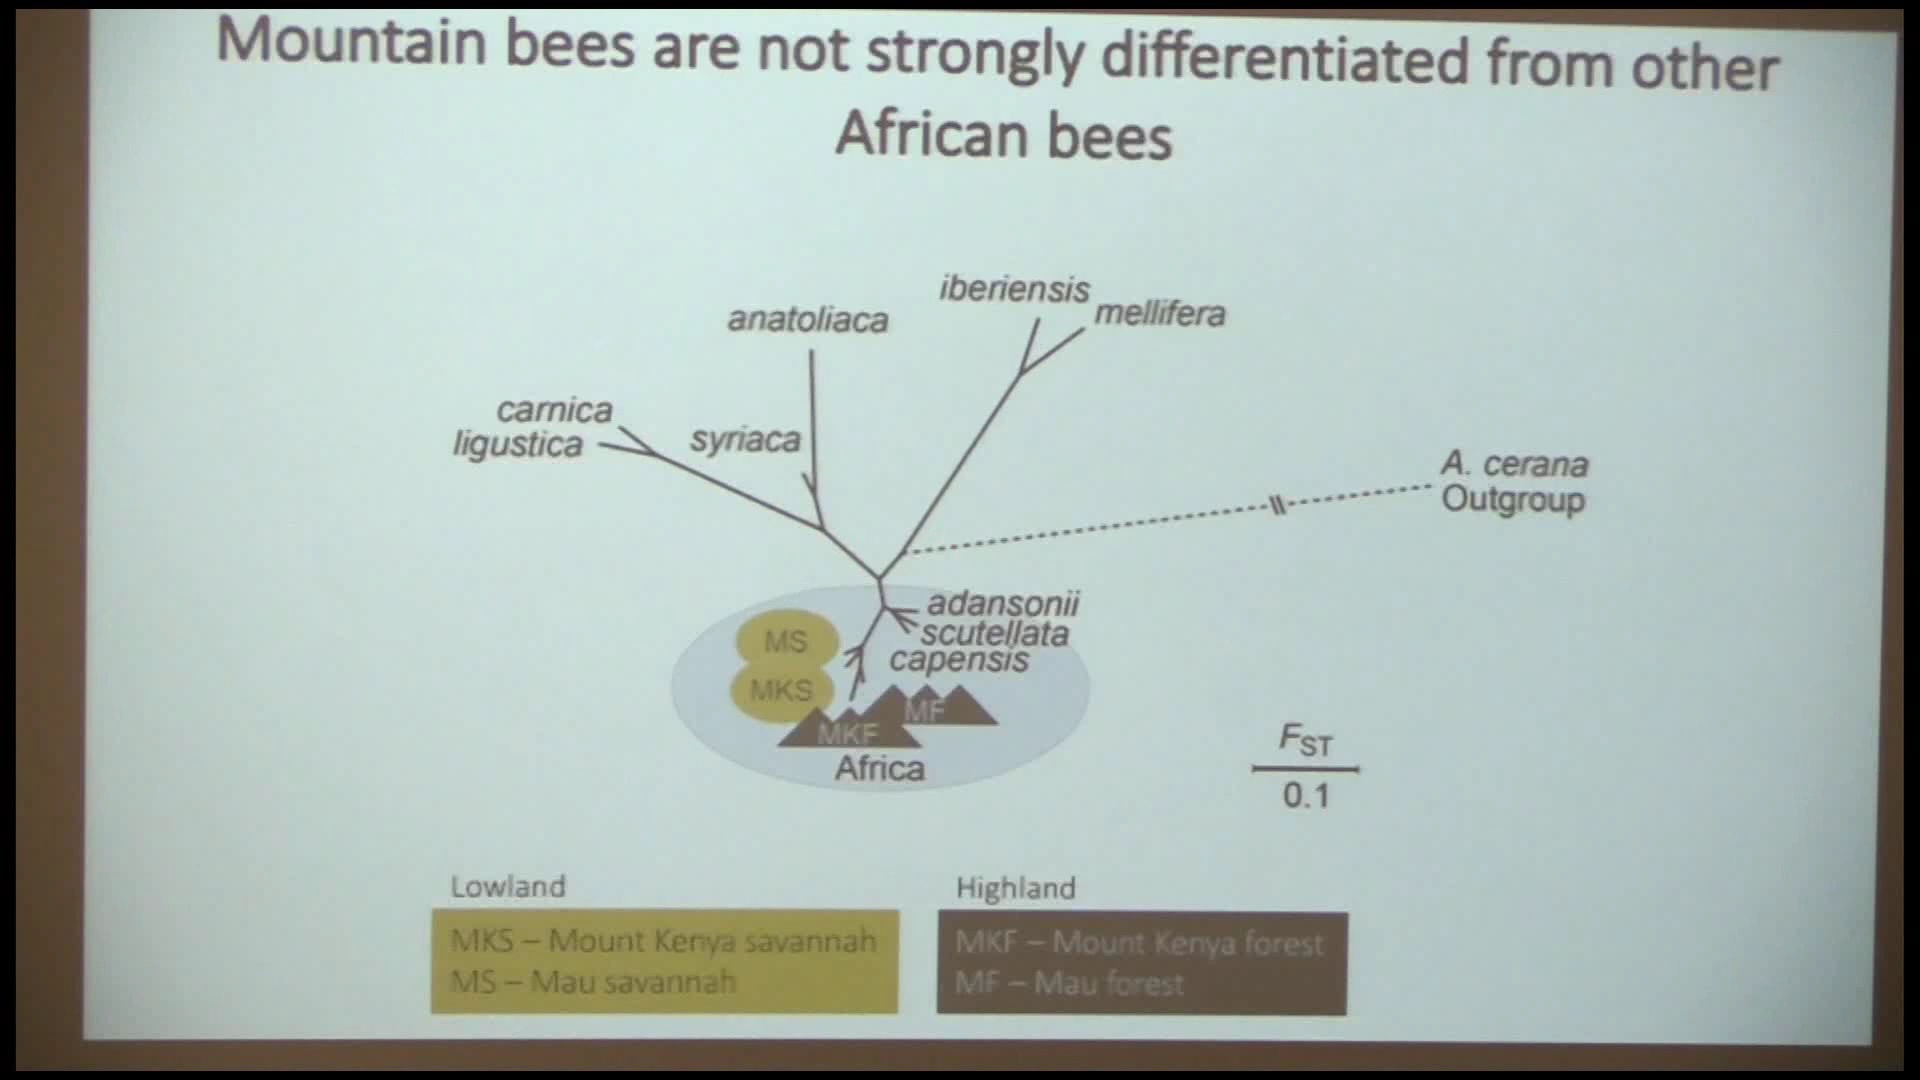 Mountain bees are not strongly differentiated from other
African bees
iberiensis
mellifera
anatoliaca
carnica
ligustica
syriaca
A. cerana
Outgroup
adansonii
scutellata
capensis
MS
MKS
MF
MKF
Africa
FST
0.1
Lowland
MKS – Mount Kenya savannah
MS – Mau savannah
Highland
MKF – Mount Kenya forest
MF – Mau forest